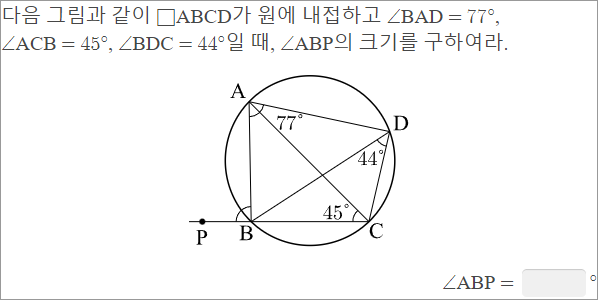 다음 그림과 같이 □ABCD가 원에 내접하고 ∠BAD = 77°,
∠ACB = 45°, ∠BDC = 44°일 때, ∠ABP의 크기를 구하여라.
A
77°
D
44°
45°
P
B
C
∠ABP = °